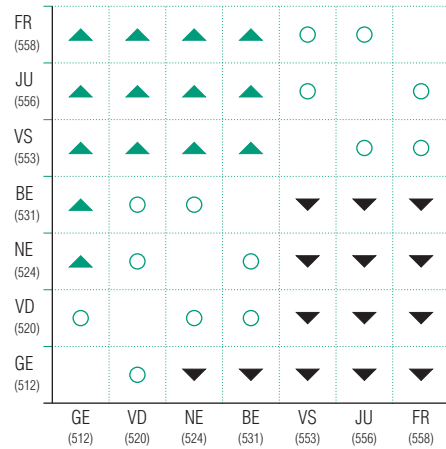 FR
(558)
JU
(556)
VS
(553)
BE
(531)
NE
(524)
VD
(520)
GE
(512)
GE VD NE BE VS JU FR
(512) (520) (524) (531) (553) (556) (558)